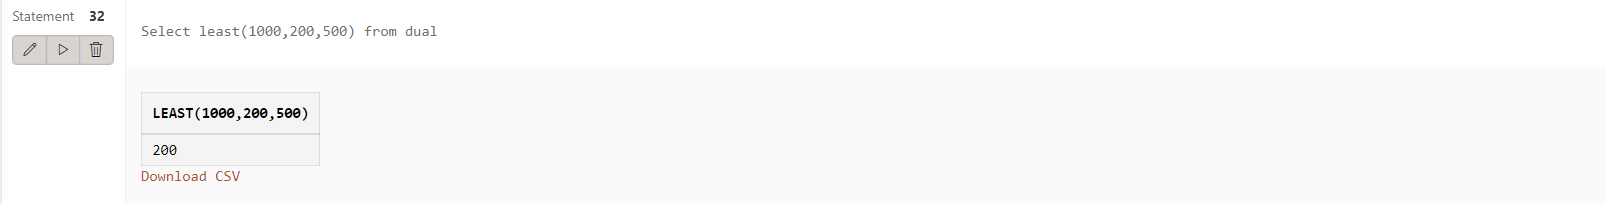 Statement 32
Select least(1000,200,500) from dual
LEAST(1000,200,500)
200
Download CSV